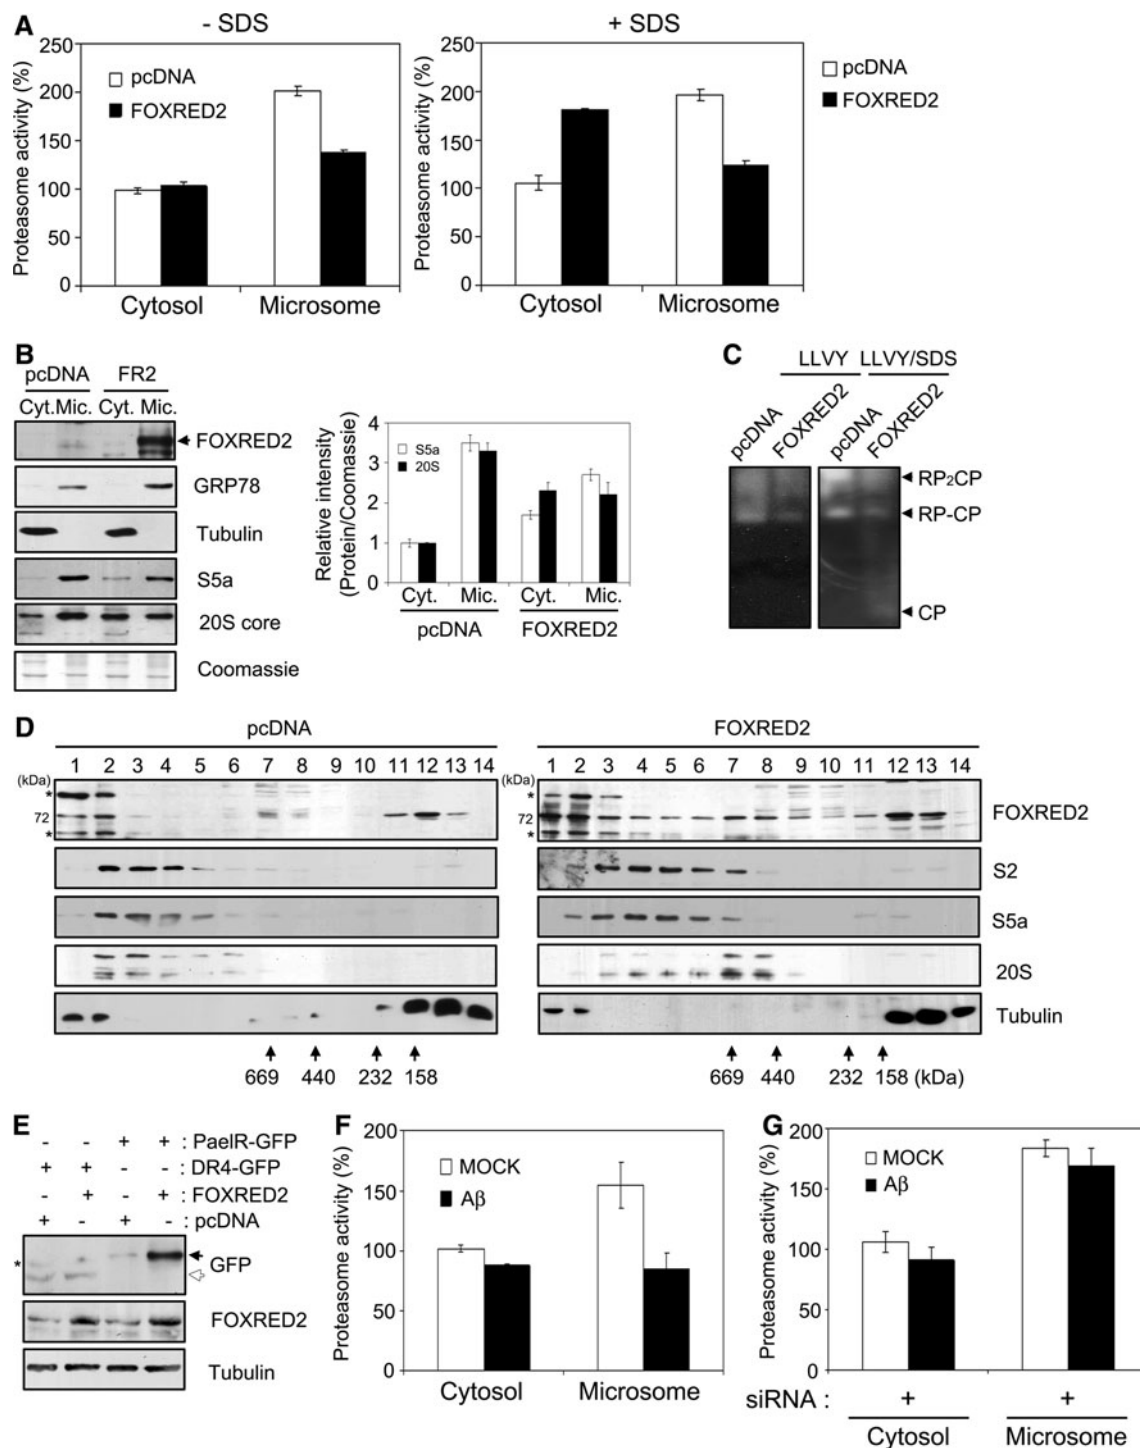 A
- SDS
+ SDS
Proteasome activity (%)
250
200
150
100
50
0
pcDNA
FOXRED2
Cytosol
Microsome
Proteasome activity (%)
250
200
150
100
50
0
Cytosol
Microsome
pcDNA
FOXRED2
B
pcDNA FR2
Cyt. Mic. Cyt. Mic.
FOXRED2
GRP78
Tubulin
S5a
20S core
Coomassie
Relative intensity
(Protein/Coomassie)
4
3
2
1
0
S5a
20S
Cyt. Mic. Cyt. Mic.
pcDNA FOXRED2
C
LLVY LLVY/SDS
pcDNA FOXRED2 pcDNA FOXRED2
RP2CP
RP-CP
CP
D
pcDNA
FOXRED2
1 2 3 4 5 6 7 8 9 10 11 12 13 14
1 2 3 4 5 6 7 8 9 10 11 12 13 14
(kDa)
*
72
*
(kDa)
*
72
*
FOXRED2
S2
S5a
20S
Tubulin
669 440 232 158
669 440 232 158 (kDa)
E
- - + + : PaelR-GFP
+ + - - : DR4-GFP
- + - + : FOXRED2
+ - + - : pcDNA
*
GFP
FOXRED2
Tubulin
F
Proteasome activity (%)
200
150
100
50
0
MOCK
Aβ
Cytosol
Microsome
G
Proteasome activity (%)
200
150
100
50
0
MOCK
Aβ
siRNA : + +
Cytosol
Microsome